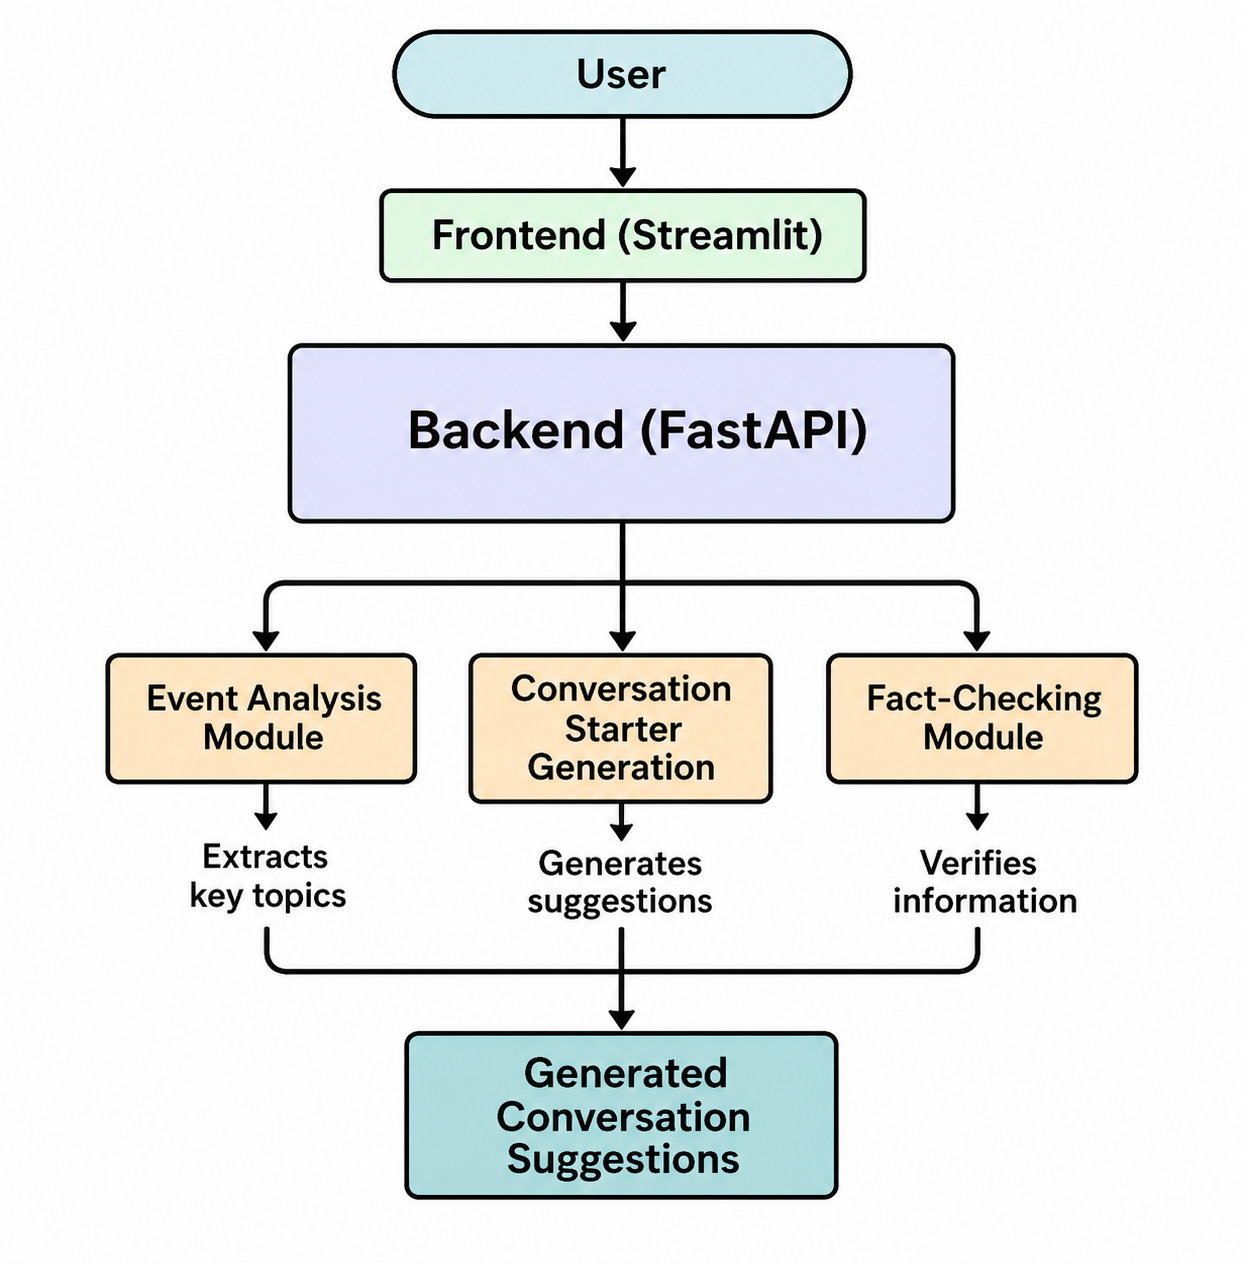 User
Frontend (Streamlit)
Backend (FastAPI)
Event Analysis
Module
Conversation
Starter
Generation
Fact-Checking
Module
Extracts
key topics
Generates
suggestions
Verifies
information
Generated
Conversation
Suggestions